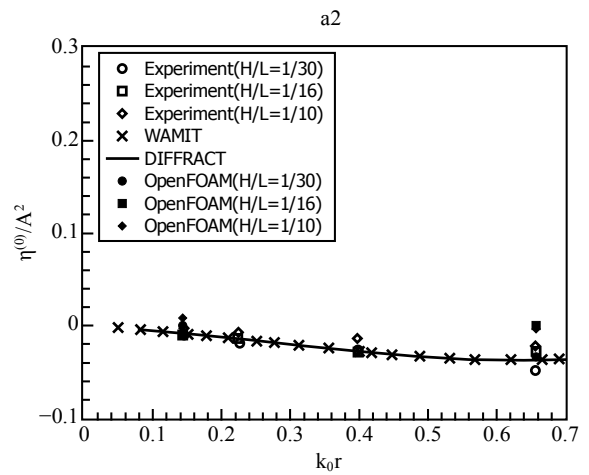 a2
0.3
Experiment(H/L=1/30)
Experiment(H/L=1/16)
Experiment(H/L=1/10)
WAMIT
DIFFRACT
OpenFOAM(H/L=1/30)
OpenFOAM(H/L=1/16)
OpenFOAM(H/L=1/10)
0.2
0.1
0
−0.1
η⁽⁰⁾/A²
0 0.1 0.2 0.3 0.4 0.5 0.6 0.7
k₀r